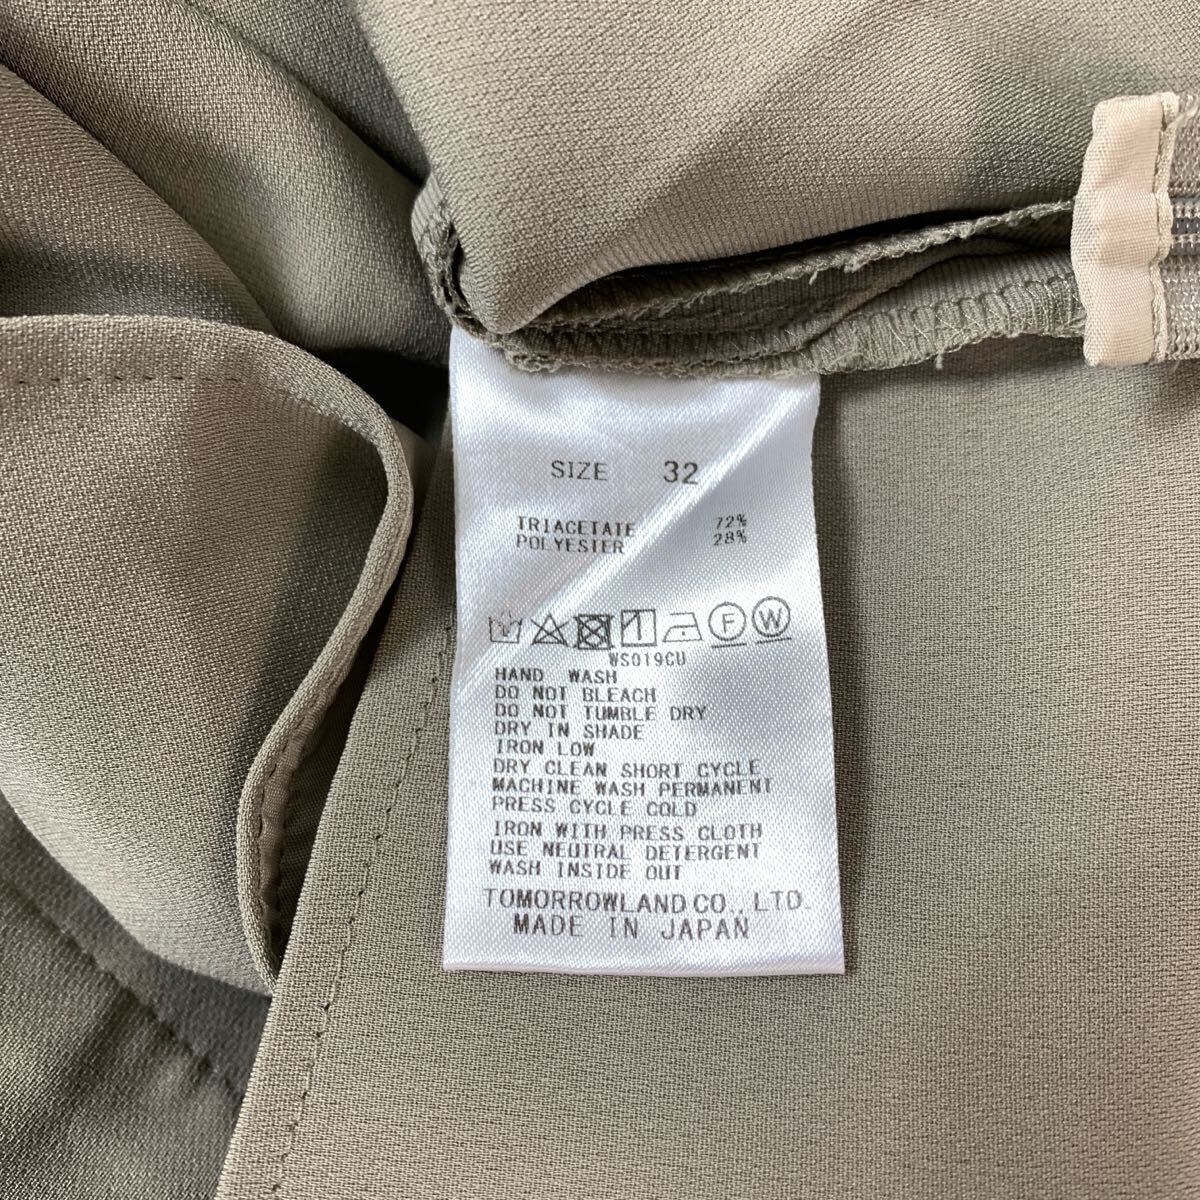 SIZE 32
TRIACETATE 72%
POLYESTER 28%
F W
WS019CU
HAND WASH
DO NOT BLEACH
DO NOT TUMBLE DRY
DRY IN SHADE
IRON LOW
DRY CLEAN SHORT CYCLE
MACHINE WASH PERMANENT
PRESS CYCLE COLD
IRON WITH PRESS CLOTH
USE NEUTRAL DETERGENT
WASH INSIDE OUT
TOMORROWLAND CO., LTD.
MADE IN JAPAN